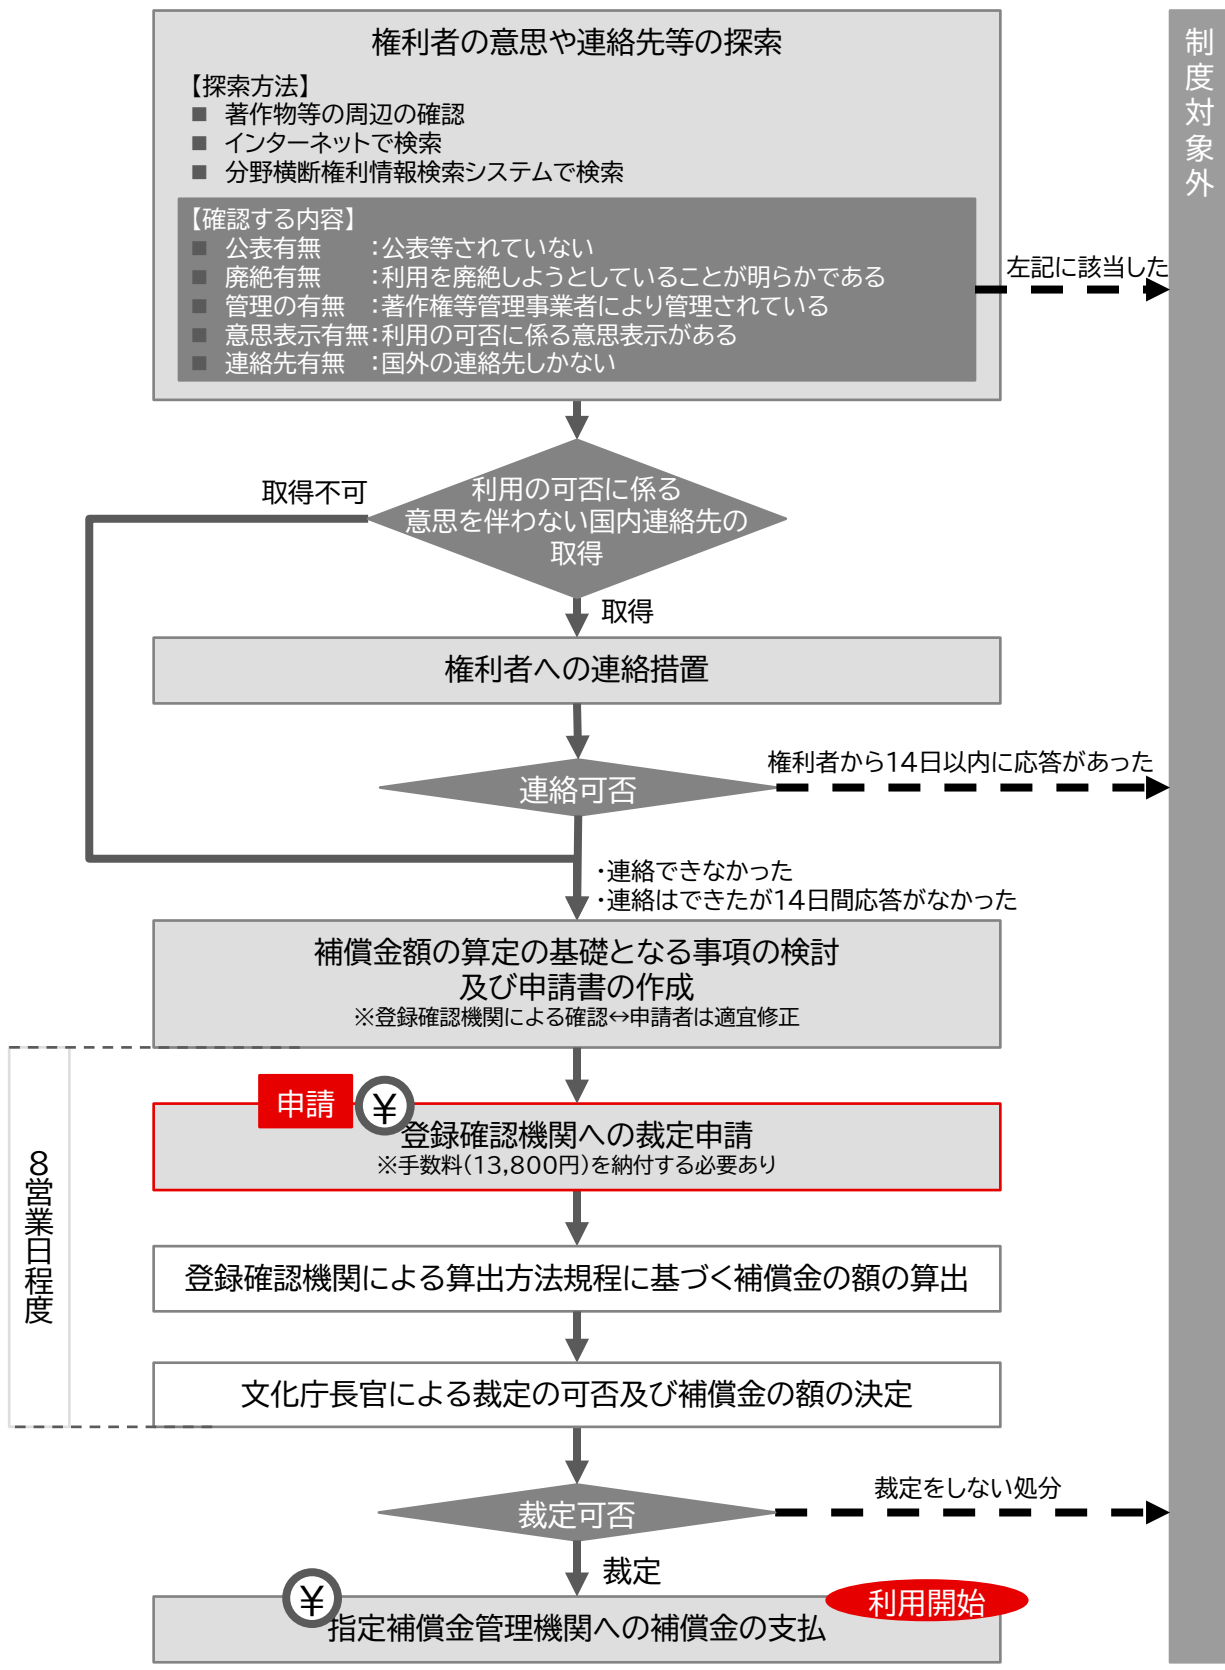 権利者の意思や連絡先等の探索
制度対象外
【探索方法】
■ 著作物等の周辺の確認
■ インターネットで検索
■ 分野横断権利情報検索システムで検索
【確認する内容】
■ 公表有無 ：公表等されていない
■ 廃絶有無 ：利用を廃絶しようとしていることが明らかである
■ 管理の有無 ：著作権等管理事業者により管理されている
■ 意思表示有無：利用の可否に係る意思表示がある
■ 連絡先有無 ：国外の連絡先しかない
左記に該当した
利用の可否に係る
意思を伴わない国内連絡先の
取得
取得不可
取得
権利者への連絡措置
連絡可否
権利者から14日以内に応答があった
・連絡できなかった
・連絡はできたが14日間応答がなかった
補償金額の算定の基礎となる事項の検討
及び申請書の作成
※登録確認機関による確認↔申請者は適宜修正
8営業日程度
申請
¥
登録確認機関への裁定申請
※手数料(13,800円)を納付する必要あり
登録確認機関による算出方法規程に基づく補償金の額の算出
文化庁長官による裁定の可否及び補償金の額の決定
裁定可否
裁定をしない処分
裁定
¥
利用開始
指定補償金管理機関への補償金の支払